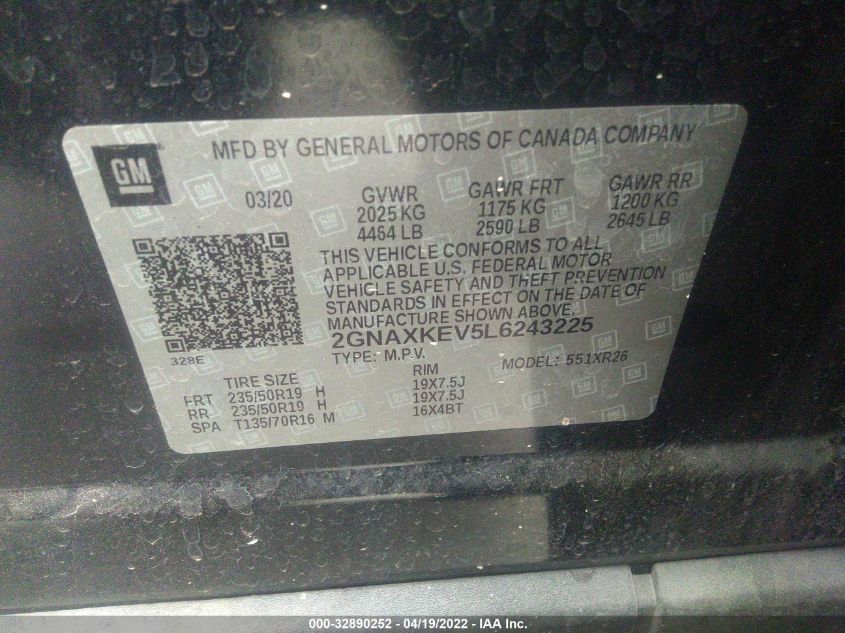 GM
MFD BY GENERAL MOTORS OF CANADA COMPANY
03/20 GVWR GAWR FRT GAWR RR
2025 KG 1175 KG 1200 KG
4464 LB 2590 LB 2645 LB
THIS VEHICLE CONFORMS TO ALL
APPLICABLE U.S. FEDERAL MOTOR
VEHICLE SAFETY AND THEFT PREVENTION
STANDARDS IN EFFECT ON THE DATE OF
MANUFACTURE SHOWN ABOVE.
2GNAXKEV5L6243225
328E
TYPE: M.P.V. MODEL: 551XR26
TIRE SIZE RIM
FRT 235/50R19 H 19X7.5J
RR 235/50R19 H 19X7.5J
SPA T135/70R16 M 16X4BT
000-32890252 - 04/19/2022 - IAA Inc.